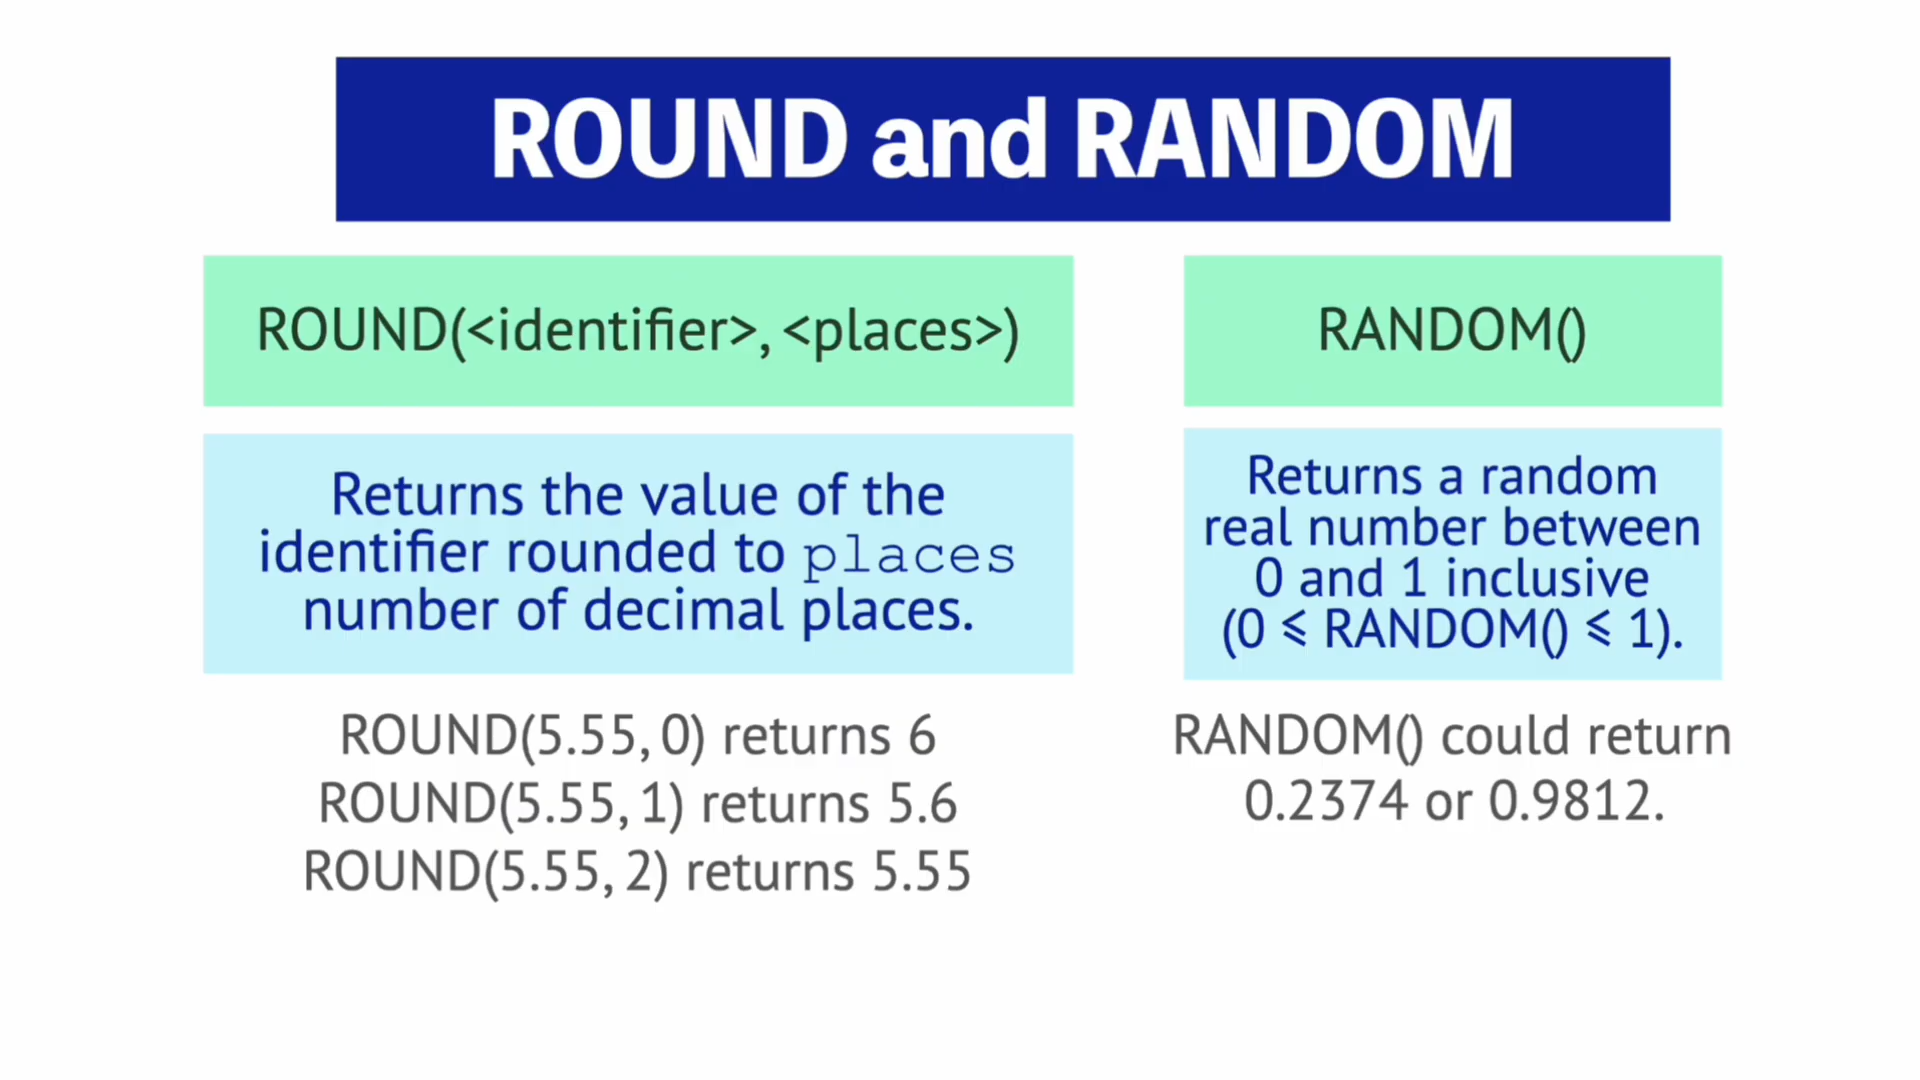 ROUND and RANDOM
ROUND(<identifier>, <places>)
Returns the value of the
identifier rounded to places
number of decimal places.
ROUND(5.55, 0) returns 6
ROUND(5.55, 1) returns 5.6
ROUND(5.55, 2) returns 5.55
RANDOM()
Returns a random
real number between
0 and 1 inclusive
(0 ⩽ RANDOM() ⩽ 1).
RANDOM() could return
0.2374 or 0.9812.